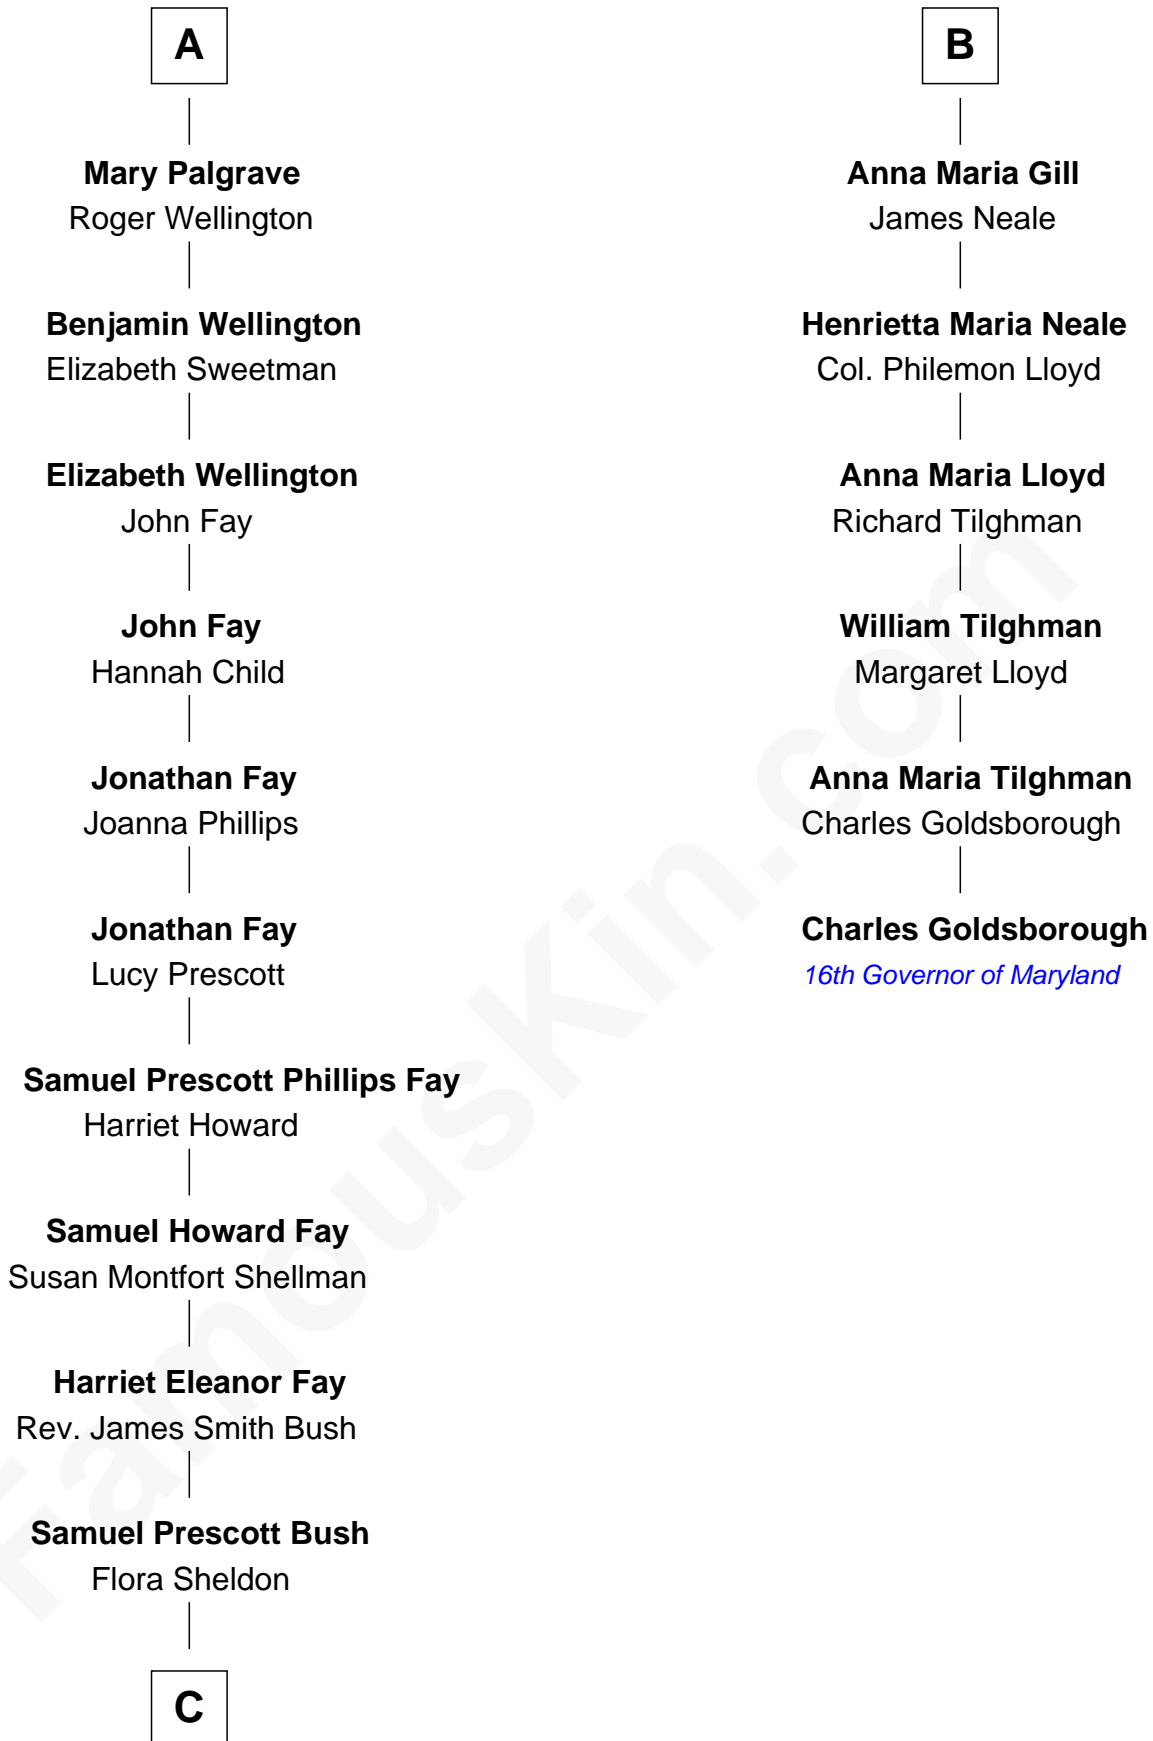 A
Mary Palgrave
Roger Wellington
Benjamin Wellington
Elizabeth Sweetman
Elizabeth Wellington
John Fay
John Fay
Hannah Child
Jonathan Fay
Joanna Phillips
Jonathan Fay
Lucy Prescott
Samuel Prescott Phillips Fay
Harriet Howard
Samuel Howard Fay
Susan Montfort Shellman
Harriet Eleanor Fay
Rev. James Smith Bush
Samuel Prescott Bush
Flora Sheldon
C
B
Anna Maria Gill
James Neale
Henrietta Maria Neale
Col. Philemon Lloyd
Anna Maria Lloyd
Richard Tilghman
William Tilghman
Margaret Lloyd
Anna Maria Tilghman
Charles Goldsborough
Charles Goldsborough
16th Governor of Maryland
FamousKin.com